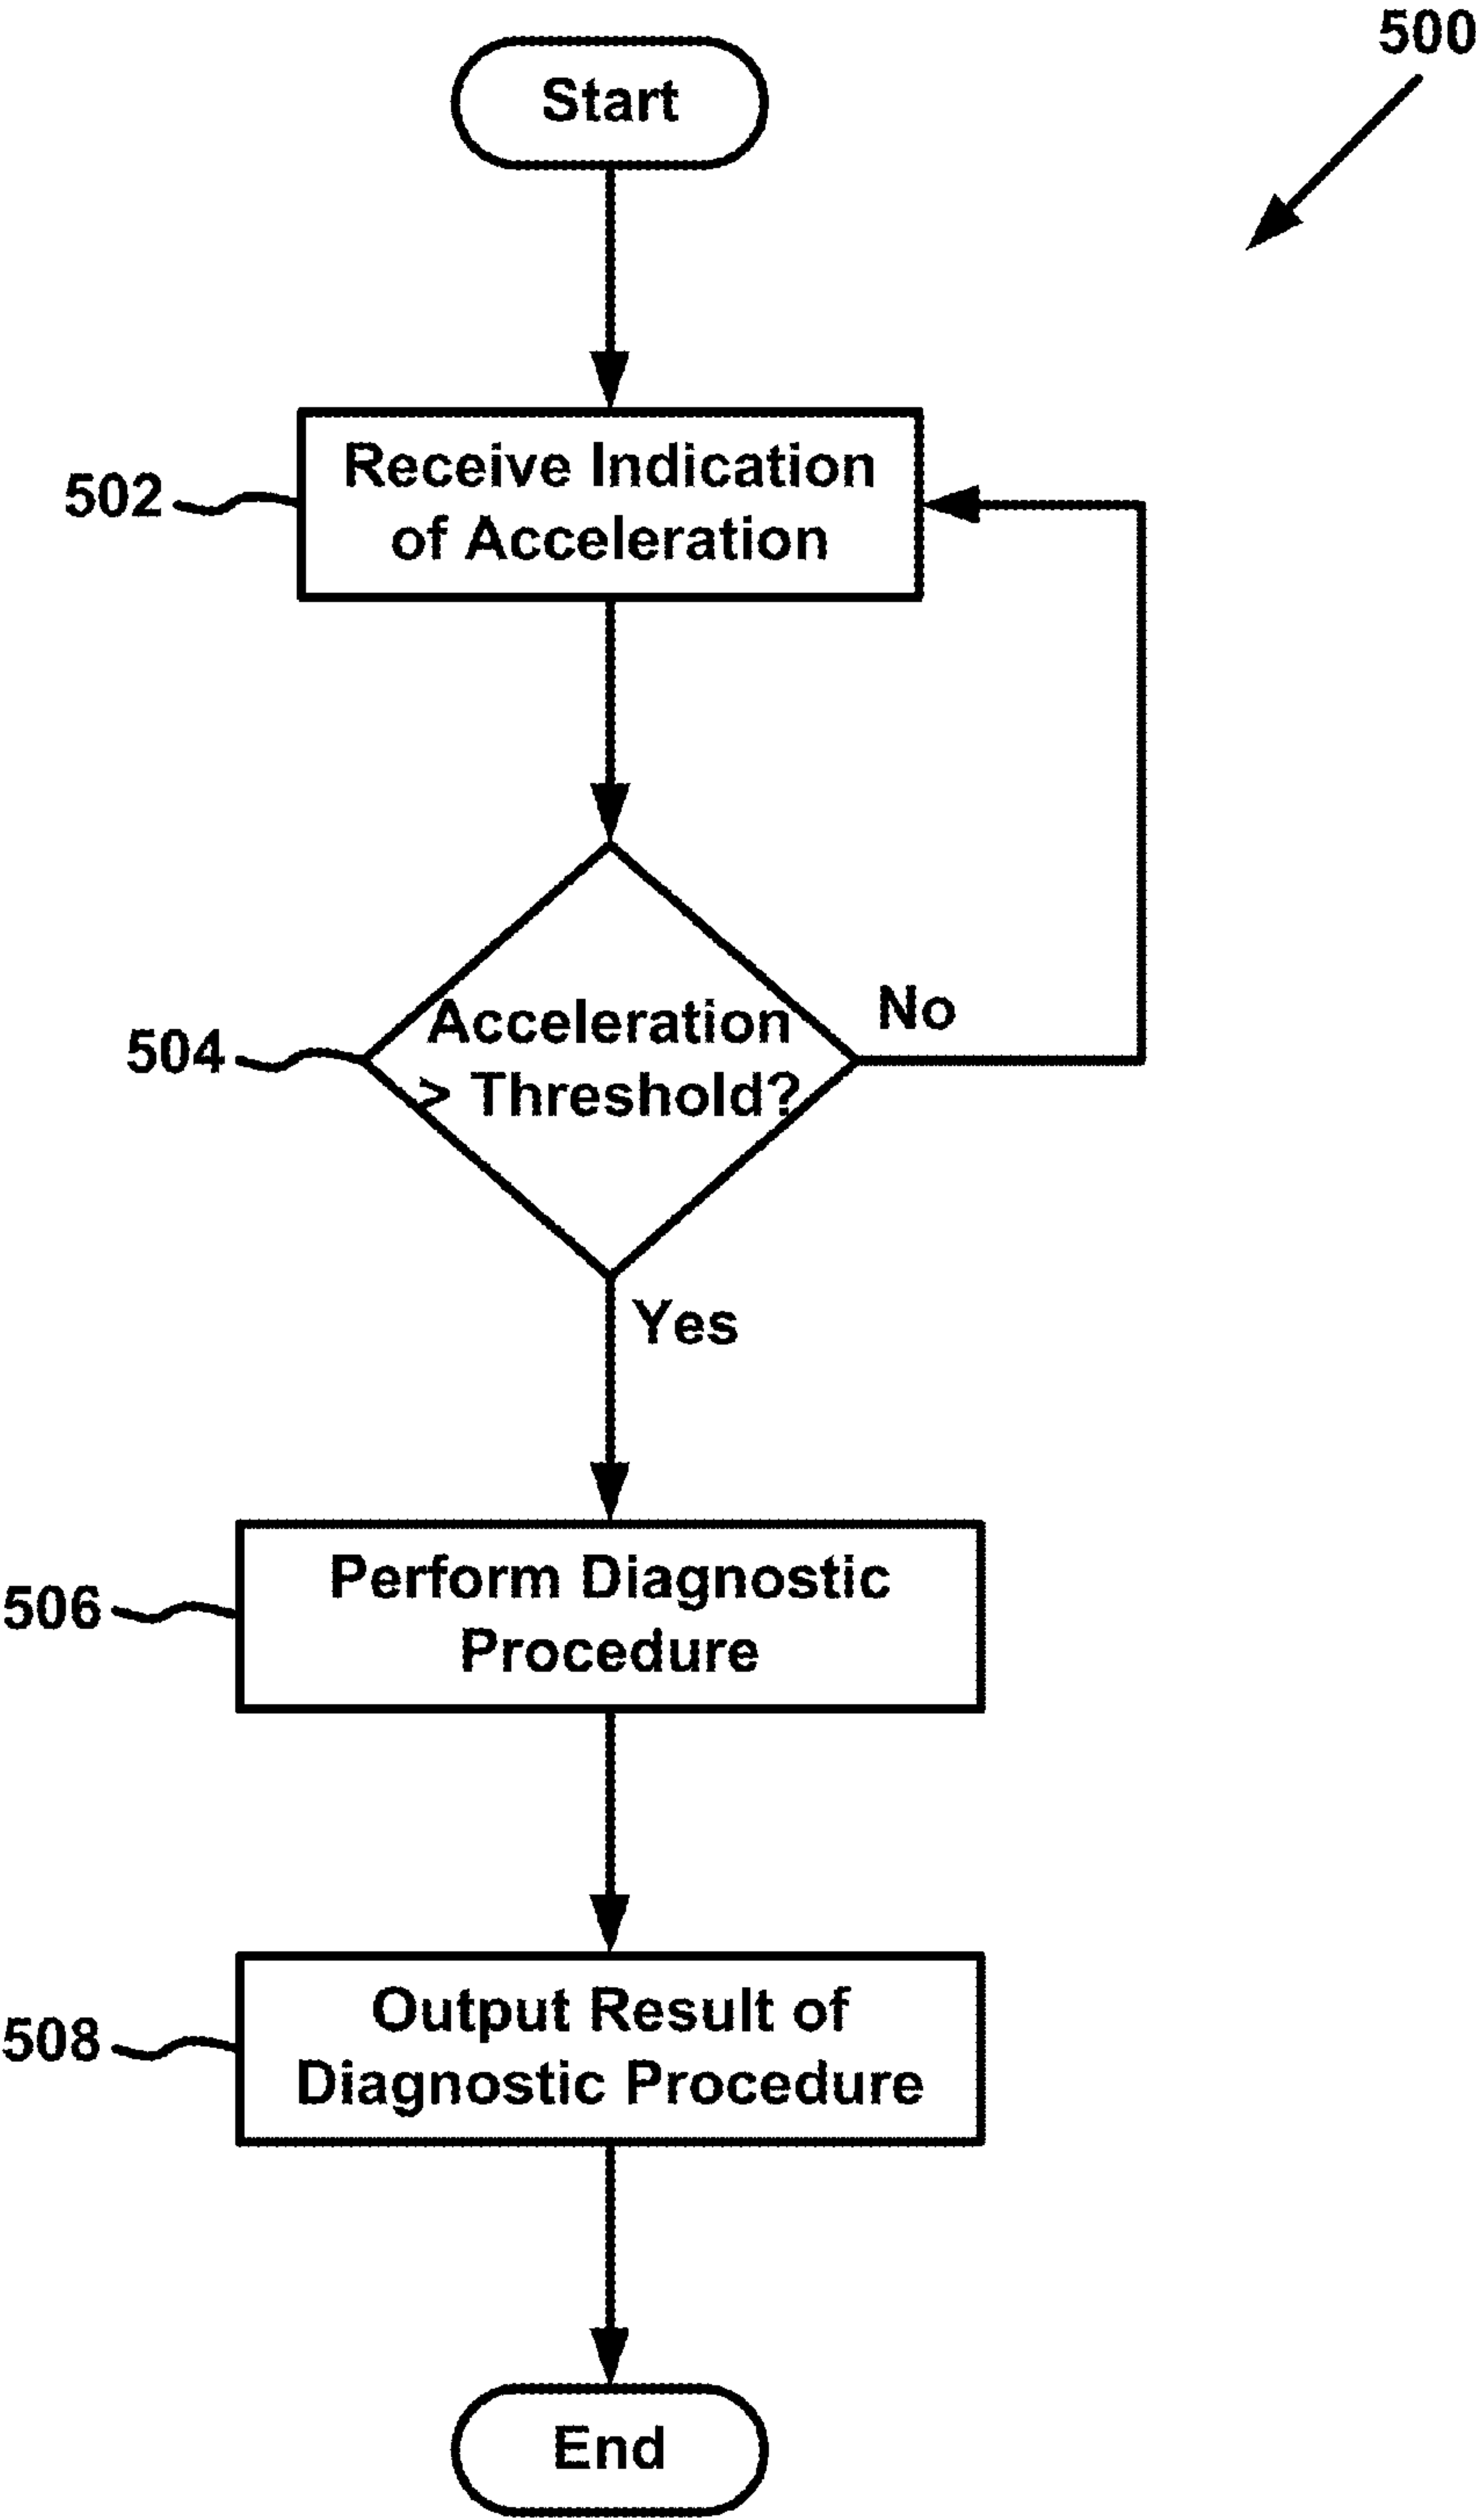 500
Start
502
Receive Indication
of Acceleration
504
Acceleration
> Threshold?
No
Yes
506
Perform Diagnostic
Procedure
508
Output Result of
Diagnostic Procedure
End